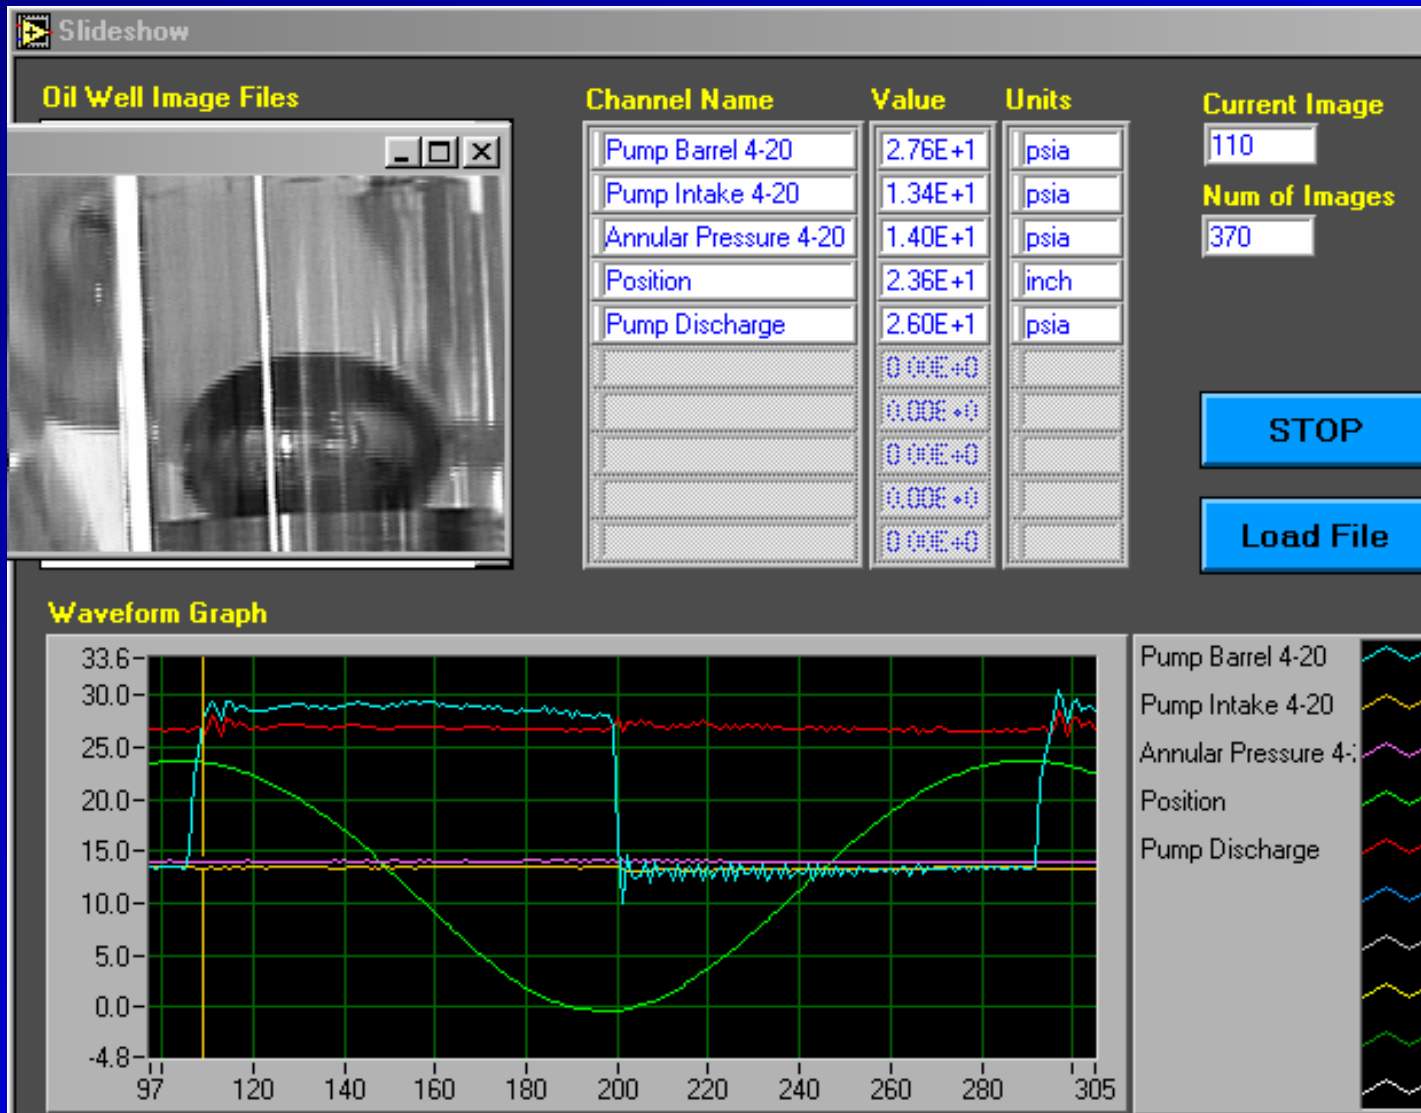 Slideshow
Oil Well Image Files
Channel Name Value Units
Pump Barrel 4-20 2.76E+1 psia
Pump Intake 4-20 1.34E+1 psia
Annular Pressure 4-20 1.40E+1 psia
Position 2.36E+1 inch
Pump Discharge 2.60E+1 psia
0.00E+0
0.00E+0
0.00E+0
0.00E+0
0.00E+0
Current Image
110
Num of Images
370
STOP
Load File
Waveform Graph
33.6
30.0
25.0
20.0
15.0
10.0
5.0
0.0
-4.8
97 120 140 160 180 200 220 240 260 280 305
Pump Barrel 4-20
Pump Intake 4-20
Annular Pressure 4-
Position
Pump Discharge